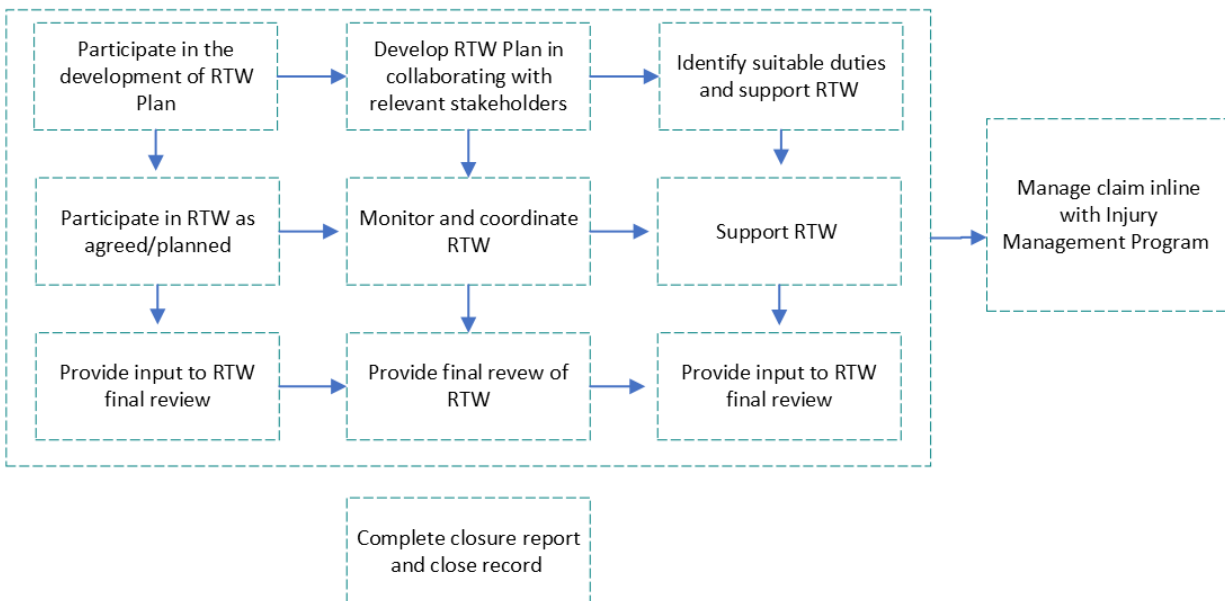 Participate in the
development of RTW
Plan
Develop RTW Plan in
collaborating with
relevant stakeholders
Identify suitable duties
and support RTW
Participate in RTW as
agreed/planned
Monitor and coordinate
RTW
Support RTW
Manage claim inline
with Injury
Management Program
Provide input to RTW
final review
Provide final revew of
RTW
Provide input to RTW
final review
Complete closure report
and close record